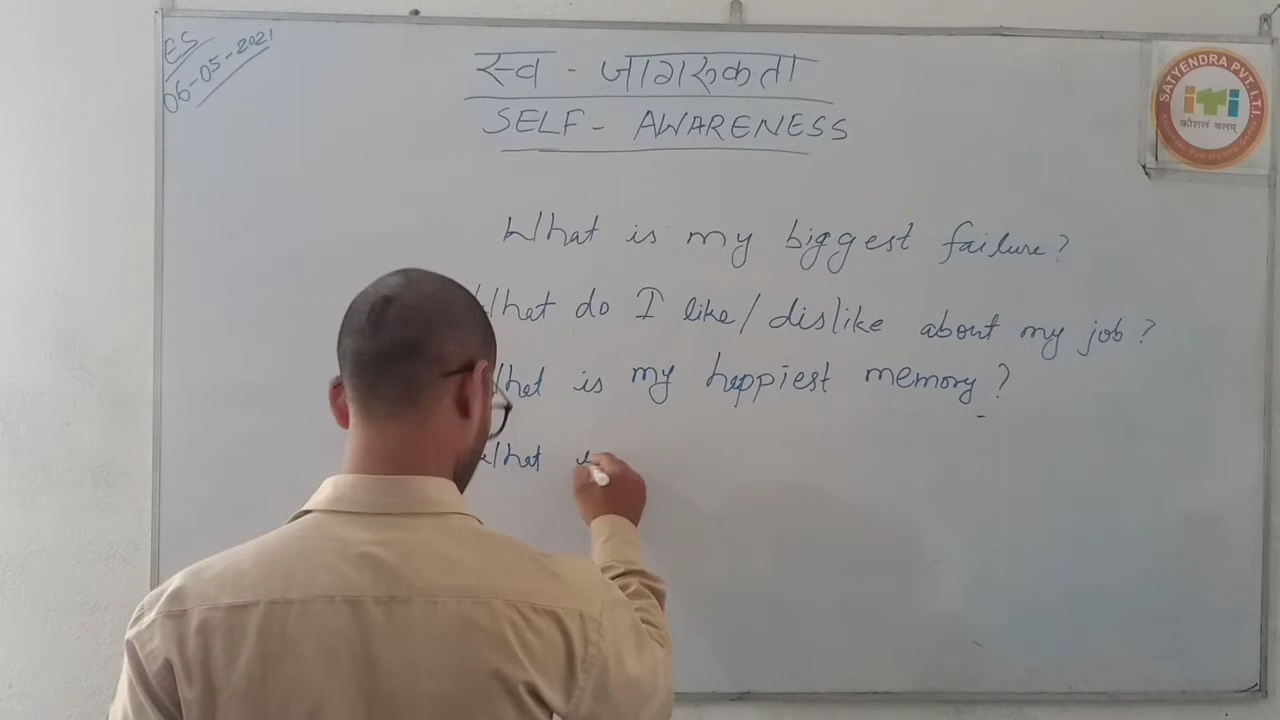 ES
06-05-2021
स्व - जागरूकता
SELF - AWARENESS
SATYENDRA PVT. I.T.I.
iTi
कौशलं बलम्
What is my biggest failure?
What do I like/dislike about my job?
What is my happiest memory?
What